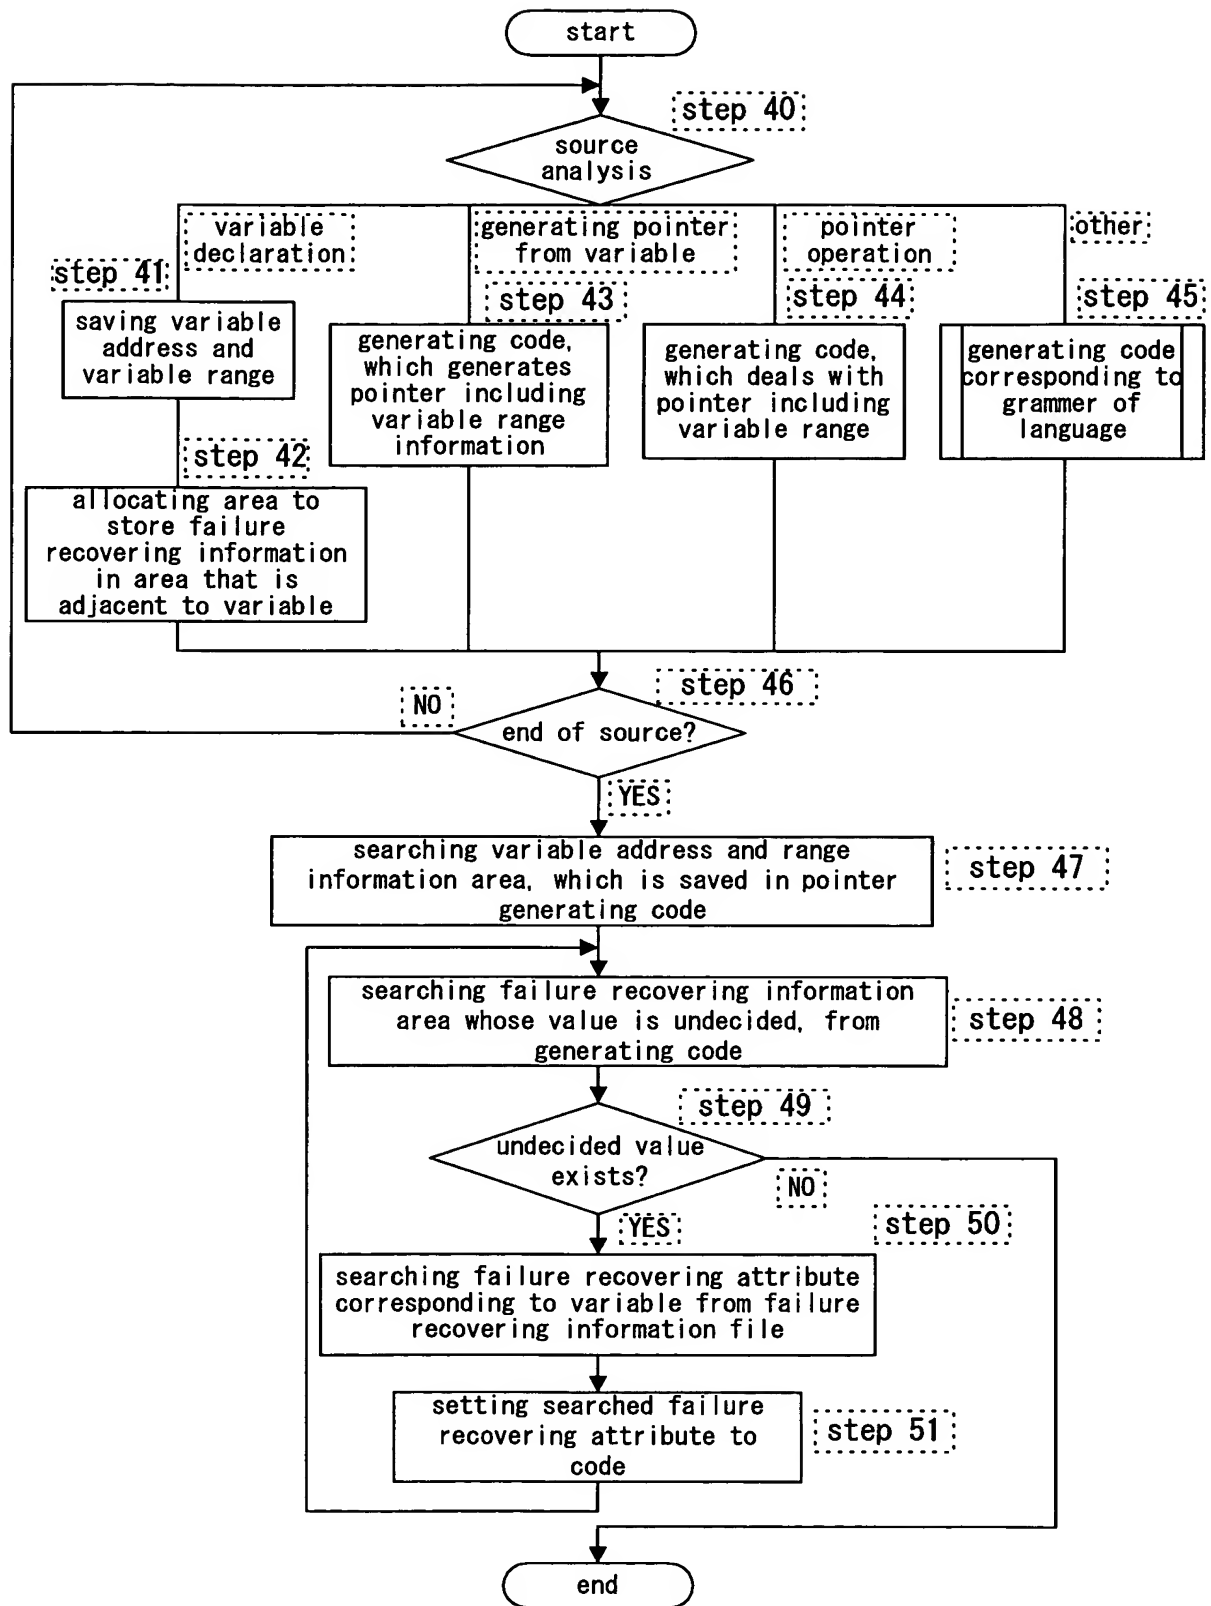 start
step 40
source
analysis
variable
declaration
generating pointer
from variable
pointer
operation
other
step 41
saving variable
address and
variable range
step 43
generating code,
which generates
pointer including
variable range
information
step 44
generating code,
which deals with
pointer including
variable range
step 45
generating code
corresponding to
grammer of
language
step 42
allocating area to
store failure
recovering information
in area that is
adjacent to variable
step 46
NO
end of source?
YES
searching variable address and range
information area, which is saved in pointer
generating code
step 47
searching failure recovering information
area whose value is undecided, from
generating code
step 48
step 49
undecided value
exists?
NO
YES
step 50
searching failure recovering attribute
corresponding to variable from failure
recovering information file
setting searched failure
recovering attribute to
code
step 51
end